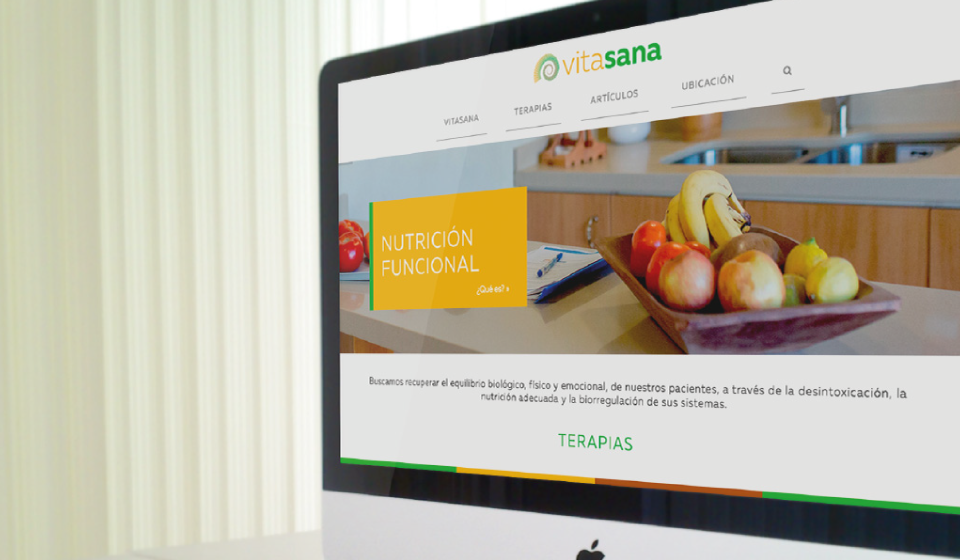 vitasana
VITASANA TERAPIAS ARTÍCULOS UBICACIÓN
NUTRICIÓN
FUNCIONAL
¿Qué es? »
Buscamos recuperar el equilibrio biológico, físico y emocional, de nuestros pacientes, a través de la desintoxicación, la
nutrición adecuada y la biorregulación de sus sistemas.
TERAPIAS